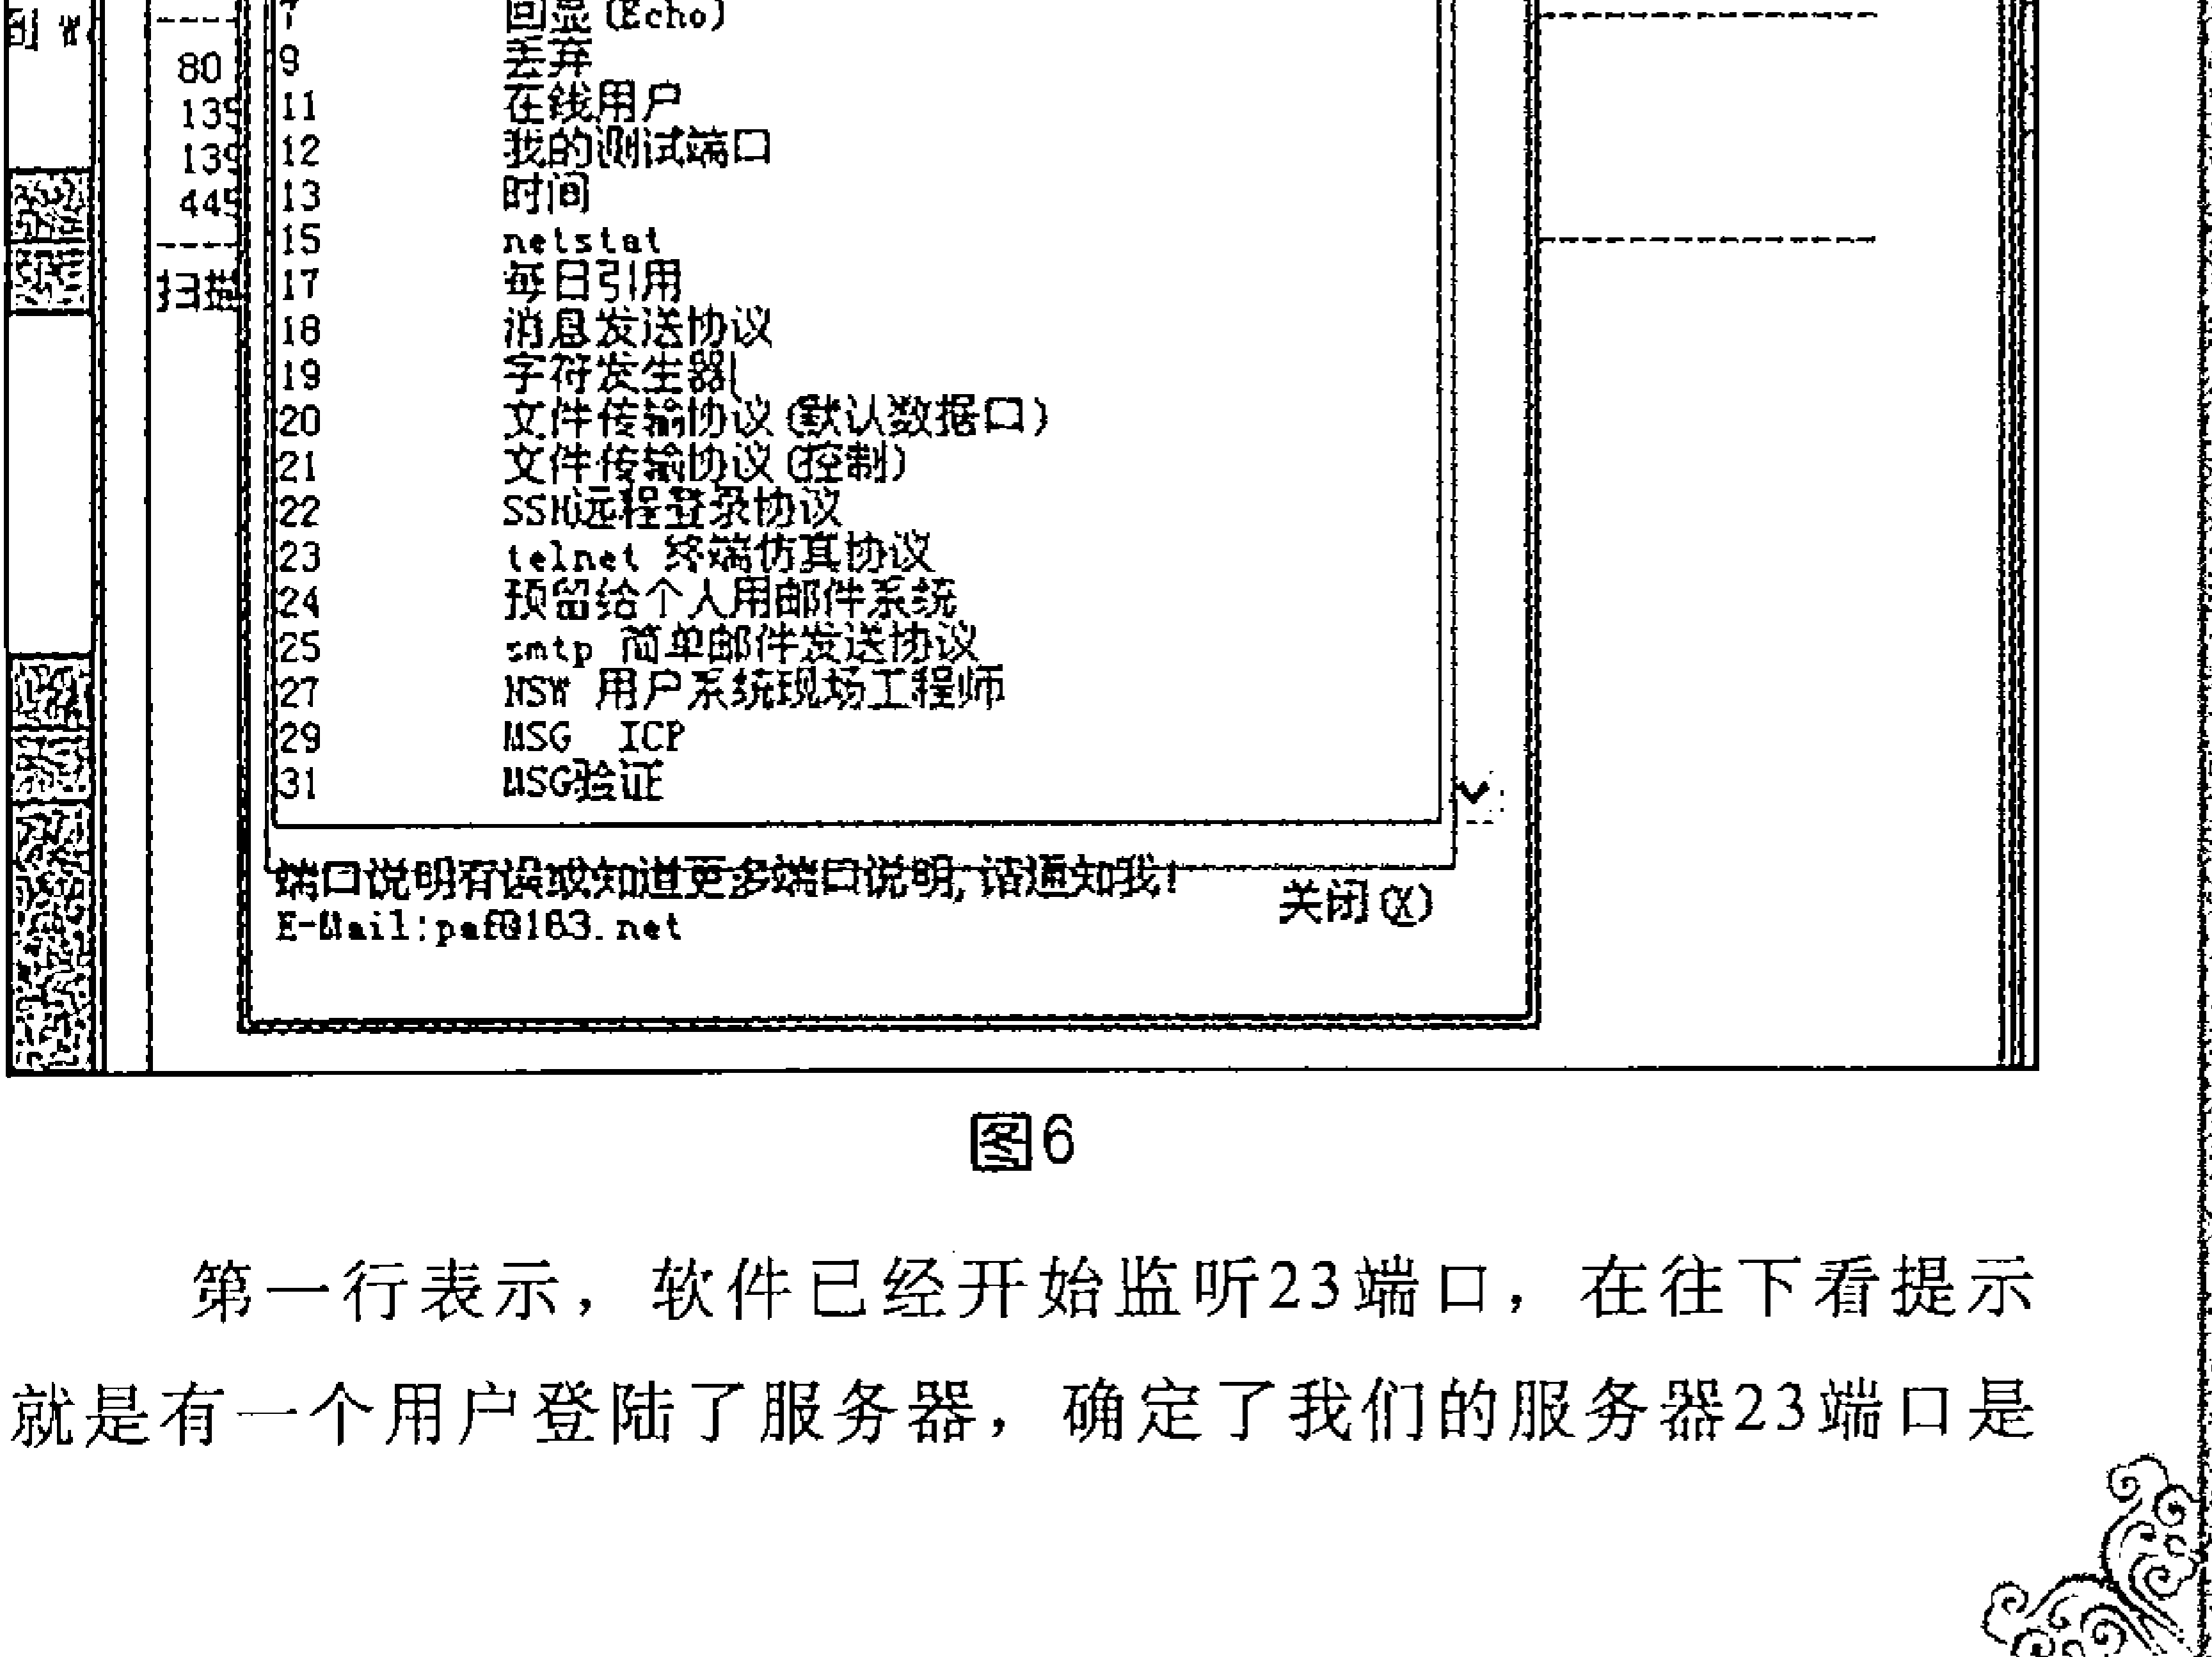 7 回显(Echo)
80 9 丢弃
11 在线用户
139 12 我的测试端口
445 13 时间
15 netstat
扫描 17 每日引用
18 消息发送协议
19 字符发生器
20 文件传输协议(默认数据口)
21 文件传输协议(控制)
22 SSH远程登录协议
23 telnet 终端仿真协议
24 预留给个人用邮件系统
25 smtp 简单邮件发送协议
27 NSW 用户系统现场工程师
29 MSG ICP
31 MSG验证
端口说明有误或知道更多端口说明,请通知我!
关闭(X)
E-Mail:paf@163.net
图6
第一行表示，软件已经开始监听23端口，在往下看提示
就是有一个用户登陆了服务器，确定了我们的服务器23端口是